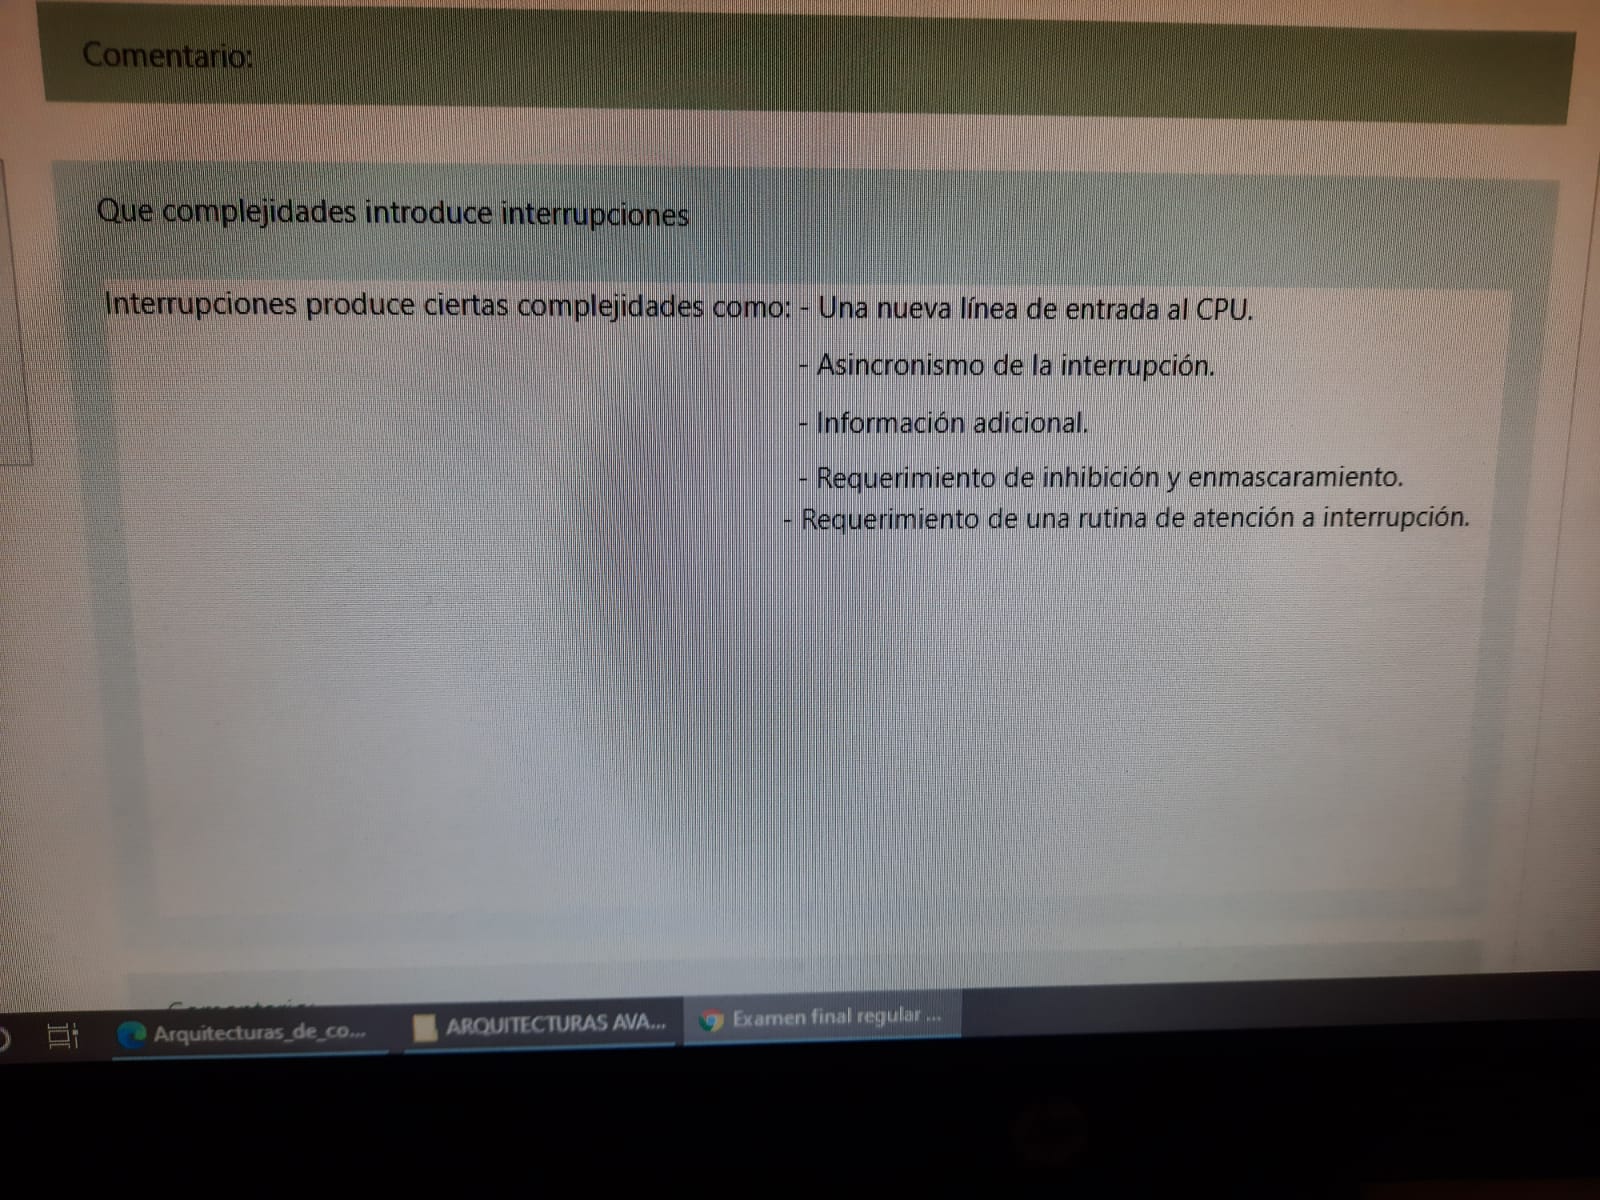 Comentario:
Que complejidades introduce interrupciones
Interrupciones produce ciertas complejidades como: - Una nueva línea de entrada al CPU.
- Asincronismo de la interrupción.
- Información adicional.
- Requerimiento de inhibición y enmascaramiento.
- Requerimiento de una rutina de atención a interrupción.
Arquitecturas_de_co...
ARQUITECTURAS AVA...
Examen final regular ...